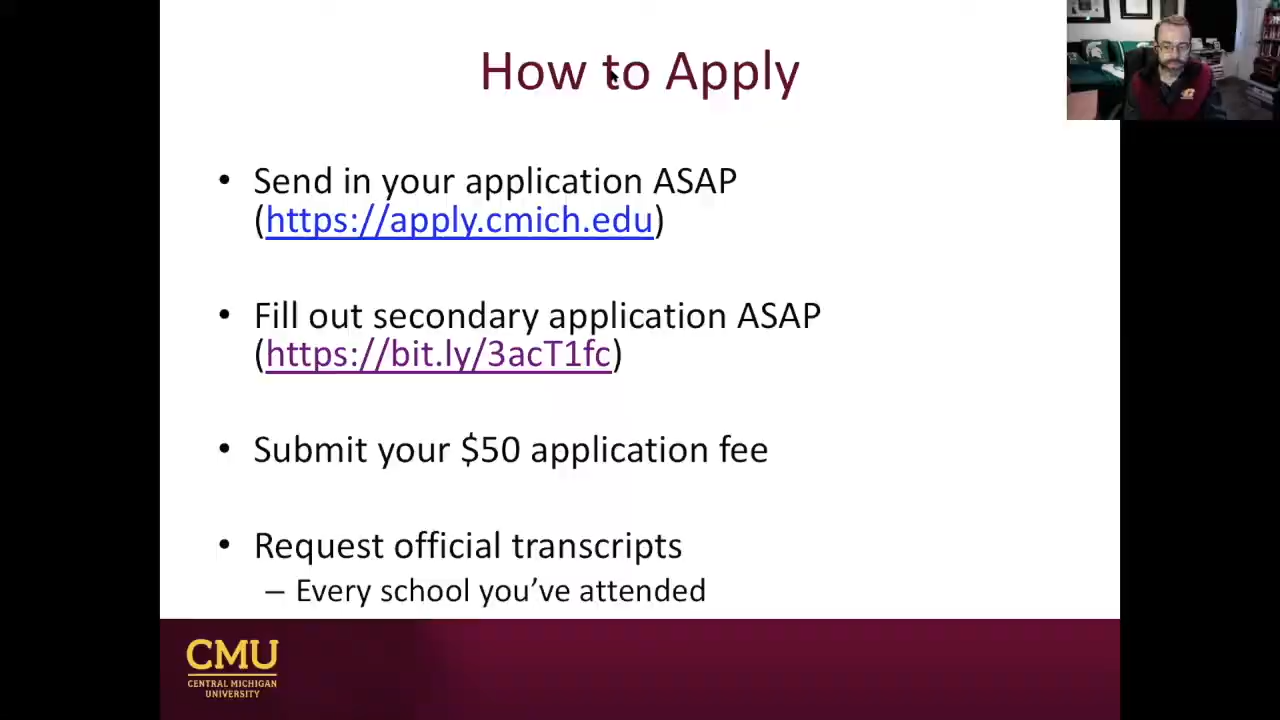 How to Apply
• Send in your application ASAP
(https://apply.cmich.edu)
• Fill out secondary application ASAP
(https://bit.ly/3acT1fc)
• Submit your $50 application fee
• Request official transcripts
– Every school you’ve attended
CMU
CENTRAL MICHIGAN
UNIVERSITY